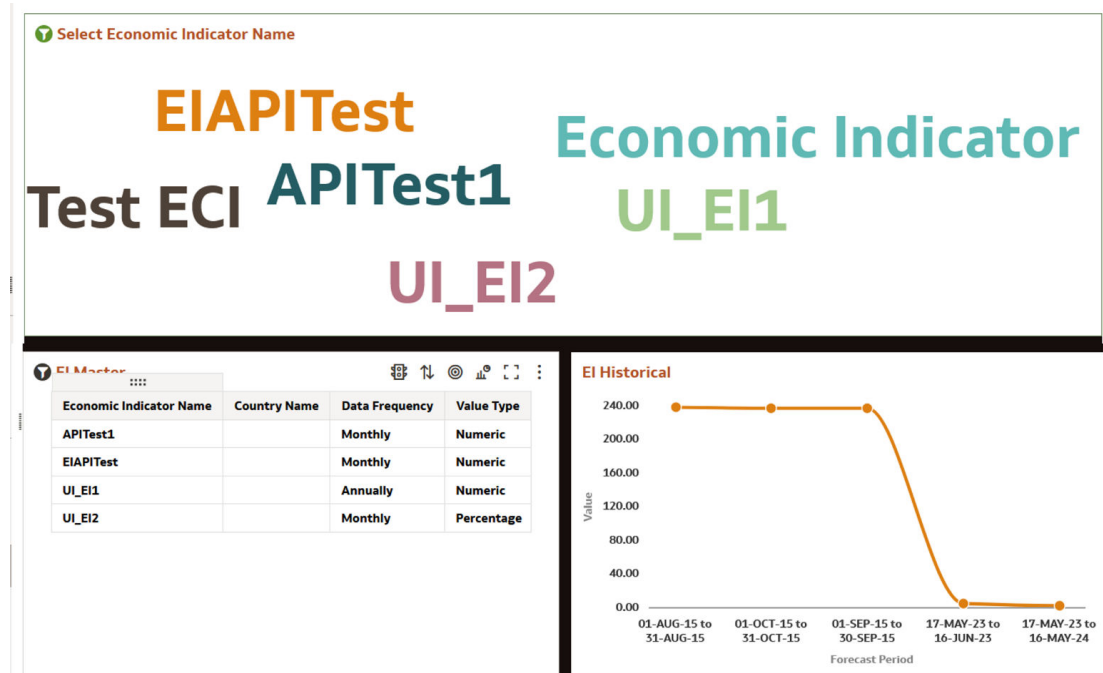 Select Economic Indicator Name
EIAPITest
Economic Indicator
APITest1
Test ECI
UI_EI1
UI_EI2
EI Master
Economic Indicator Name Country Name Data Frequency Value Type
APITest1 Monthly Numeric
EIAPITest Monthly Numeric
UI_EI1 Annually Numeric
UI_EI2 Monthly Percentage
EI Historical
240.00
200.00
160.00
120.00
80.00
40.00
0.00
Value
01-AUG-15 to 01-OCT-15 to 01-SEP-15 to 17-MAY-23 to 17-MAY-23 to
31-AUG-15 31-OCT-15 30-SEP-15 16-JUN-23 16-MAY-24
Forecast Period